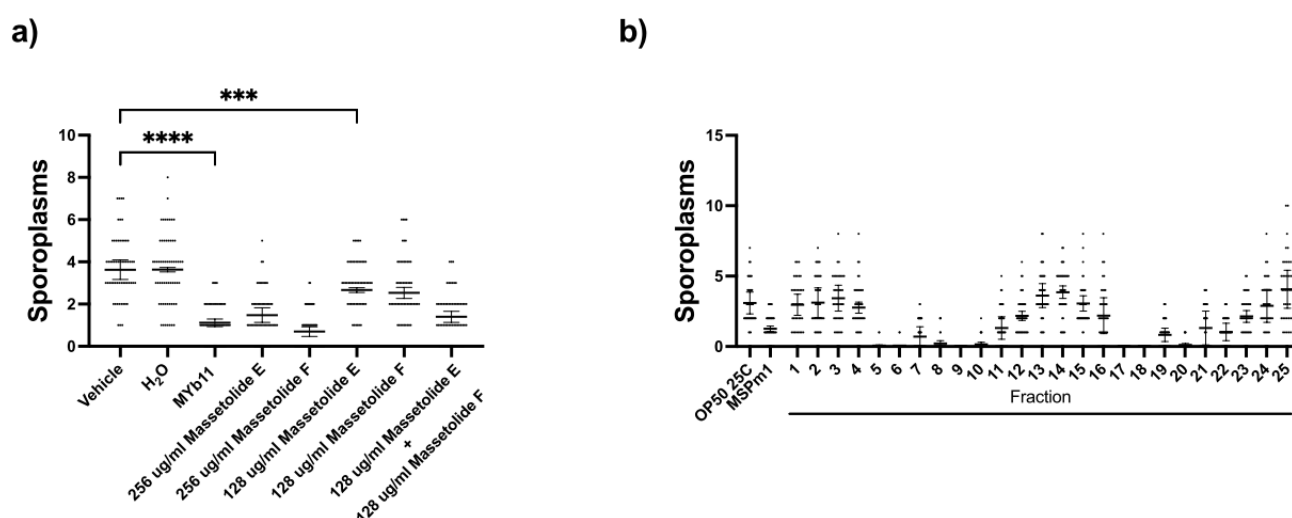 a)
b)
***
****
Sporoplasms
10
8
6
4
2
0
Vehicle
H₂O
MYb11
256 ug/ml Massetolide E
256 ug/ml Massetolide F
128 ug/ml Massetolide E
128 ug/ml Massetolide F
128 ug/ml Massetolide E
+
128 ug/ml Massetolide F
Sporoplasms
15
10
5
0
OP50 25C
MSPm1
1
2
3
4
5
6
7
8
9
10
11
12
13
14
15
16
17
18
19
20
21
22
23
24
25
Fraction